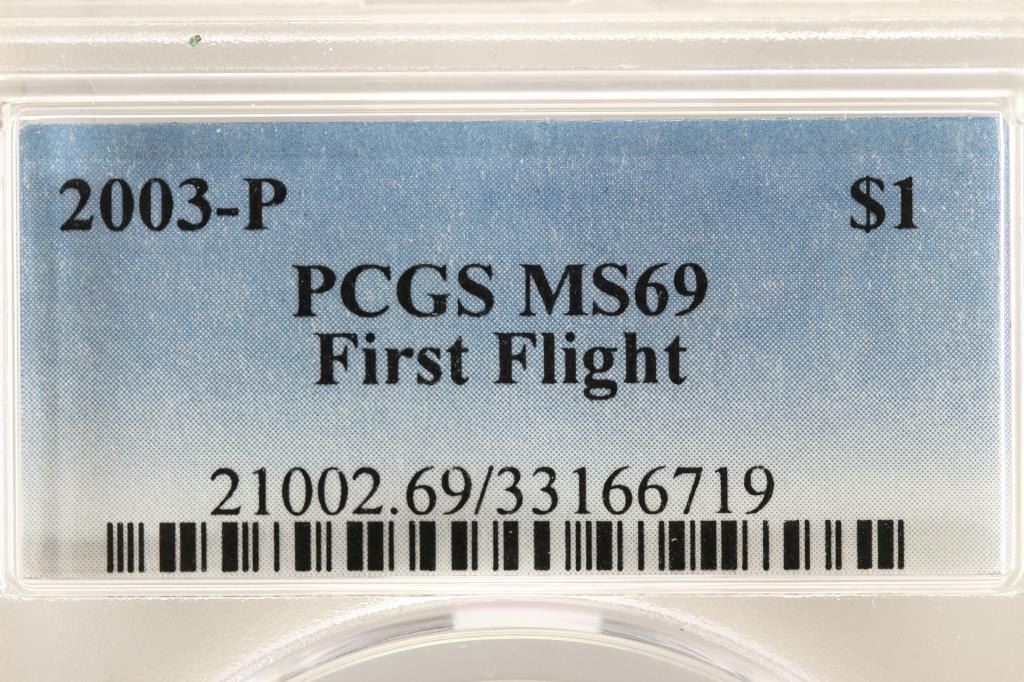 2003-P $1
PCGS MS69
First Flight
21002.69/33166719